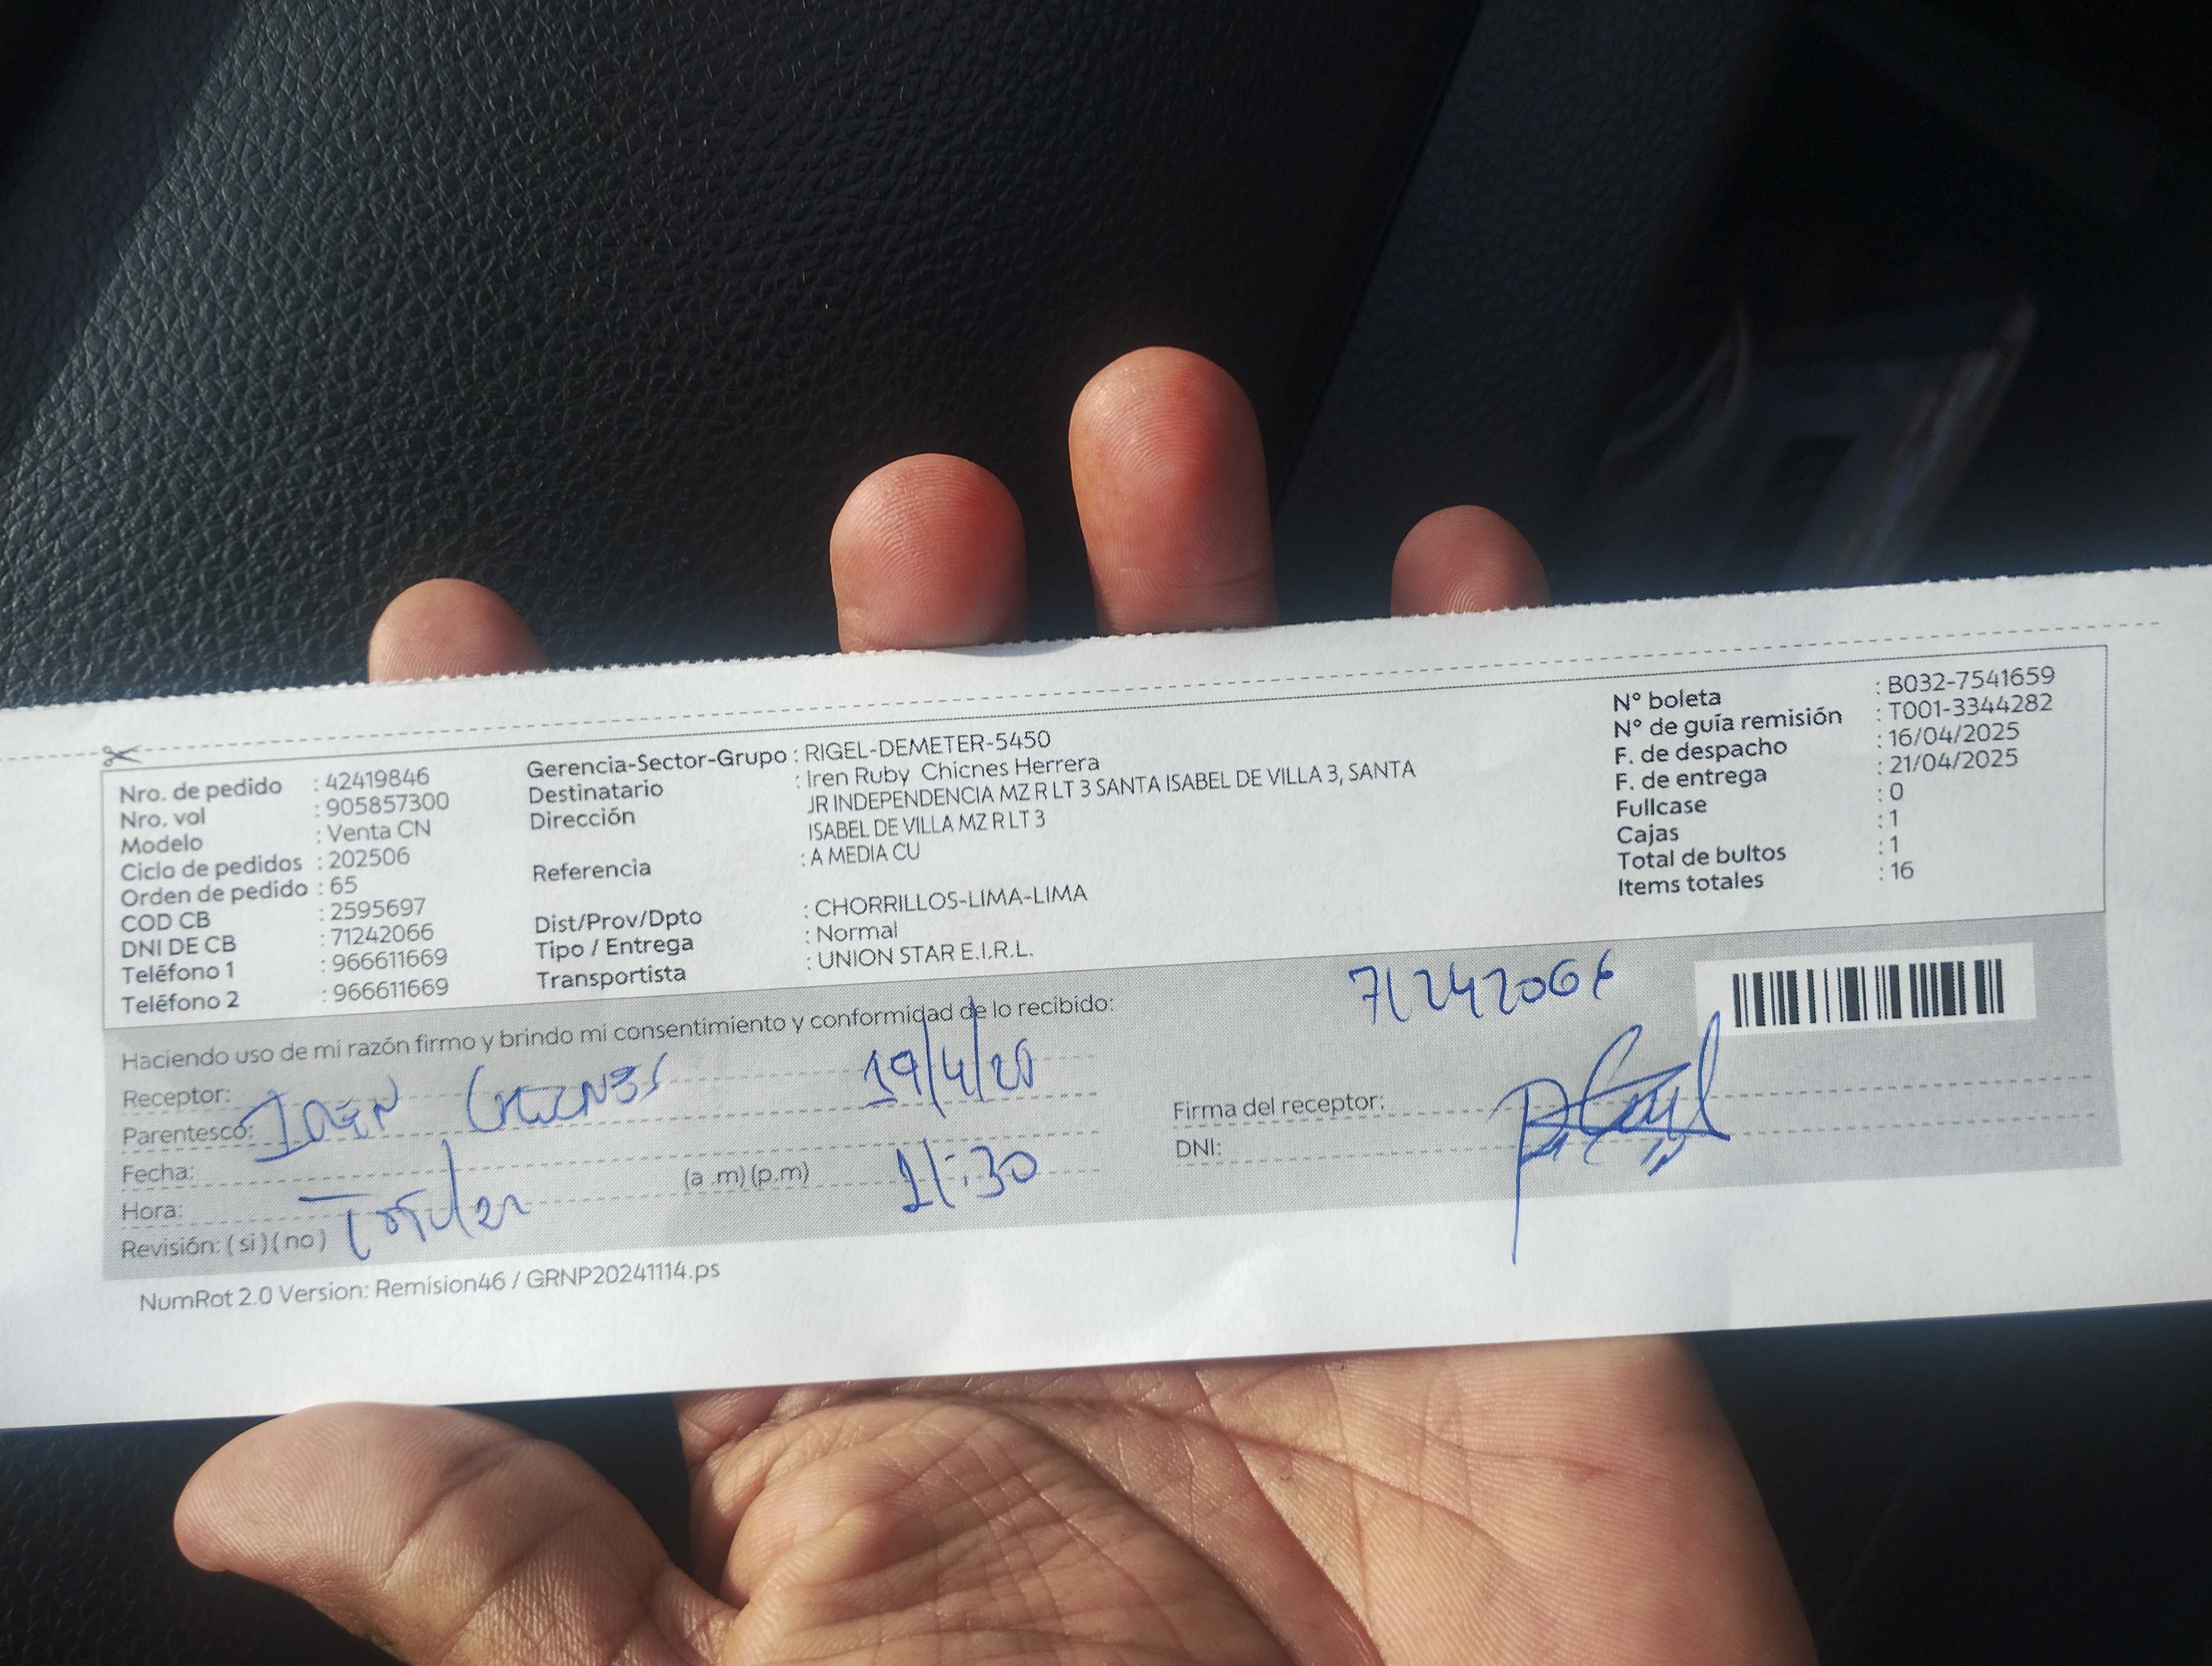 Nro. de pedido : 42419846
Nro. vol : 905857300
Modelo : Venta CN
Ciclo de pedidos : 202506
Orden de pedido : 65
COD CB : 2595697
DNI DE CB : 71242066
Teléfono 1 : 966611669
Teléfono 2 : 966611669
Gerencia-Sector-Grupo : RIGEL-DEMETER-5450
Destinatario : Iren Ruby Chicnes Herrera
Dirección JR INDEPENDENCIA MZ R LT 3 SANTA ISABEL DE VILLA 3, SANTA
ISABEL DE VILLA MZ R LT 3
Referencia : A MEDIA CU
Dist/Prov/Dpto : CHORRILLOS-LIMA-LIMA
Tipo / Entrega : Normal
Transportista : UNION STAR E.I.R.L.
N° boleta : B032-7541659
N° de guía remisión : T001-3344282
F. de despacho : 16/04/2025
F. de entrega : 21/04/2025
Fullcase : 0
Cajas : 1
Total de bultos : 1
Items totales : 16
Haciendo uso de mi razón firmo y brindo mi consentimiento y conformidad de lo recibido:
71242066
Receptor:
Parentesco:
Fecha:
Hora: (a .m) (p.m) 11:30
Revisión: ( si ) ( no )
Firma del receptor:
DNI:
NumRot 2.0 Version: Remision46 / GRNP20241114.ps